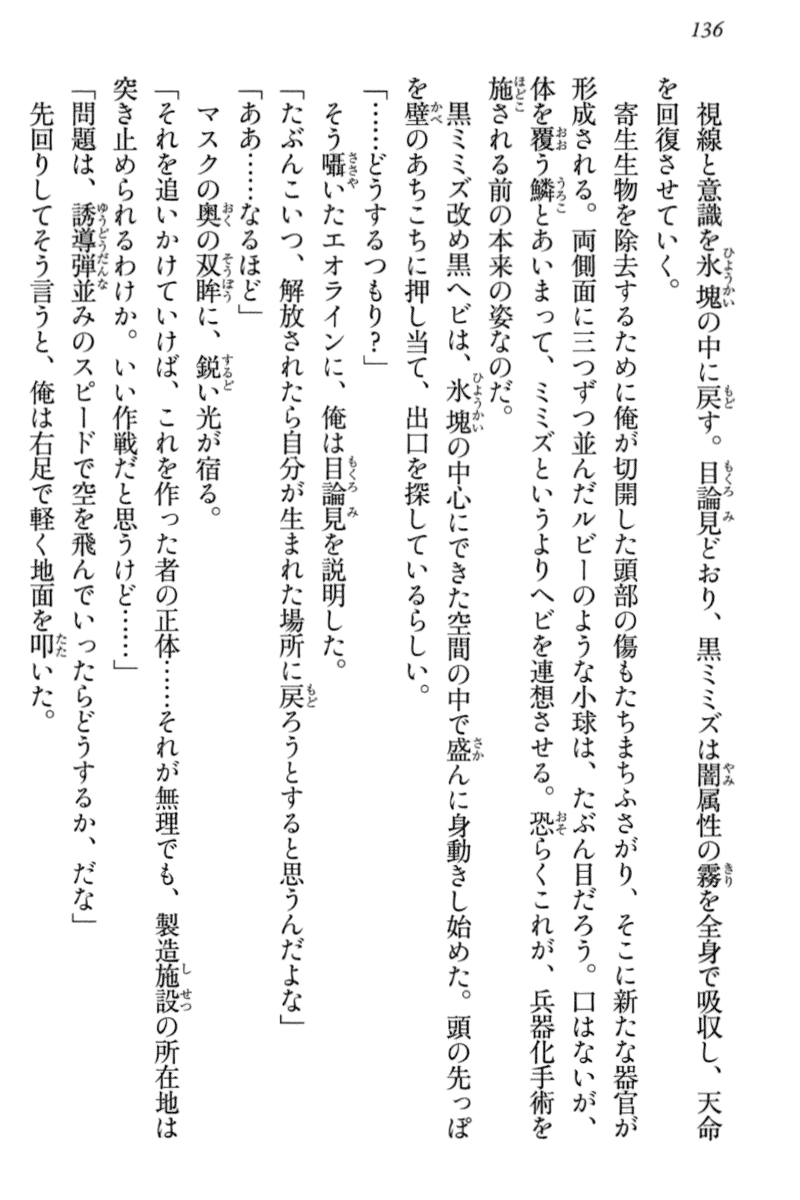 136
視線と意識を氷塊の中に戻す。目論見どおり、黒ミミズは闇属性の霧を全身で吸収し、天命
を回復させていく。
寄生生物を除去するために俺が切開した頭部の傷もたちまちふさがり、そこに新たな器官が
形成される。両側面に三つずつ並んだルビーのような小球は、たぶん目だろう。口はないが、
体を覆う鱗とあいまって、ミミズというよりヘビを連想させる。恐らくこれが、兵器化手術を
施される前の本来の姿なのだ。
黒ミミズ改め黒ヘビは、氷塊の中心にできた空間の中で盛んに身動きし始めた。頭の先っぽ
を壁のあちこちに押し当て、出口を探しているらしい。
「……どうするつもり?」
そう囁いたエオラインに、俺は目論見を説明した。
「たぶんこいつ、解放されたら自分が生まれた場所に戻ろうとすると思うんだよな」
「ああ……なるほど」
マスクの奥の双眸に、鋭い光が宿る。
「それを追いかけていけば、これを作った者の正体……それが無理でも、製造施設の所在地は
突き止められるわけか。いい作戦だと思うけど……」
「問題は、誘導弾並みのスピードで空を飛んでいったらどうするか、だな」
先回りしてそう言うと、俺は右足で軽く地面を叩いた。